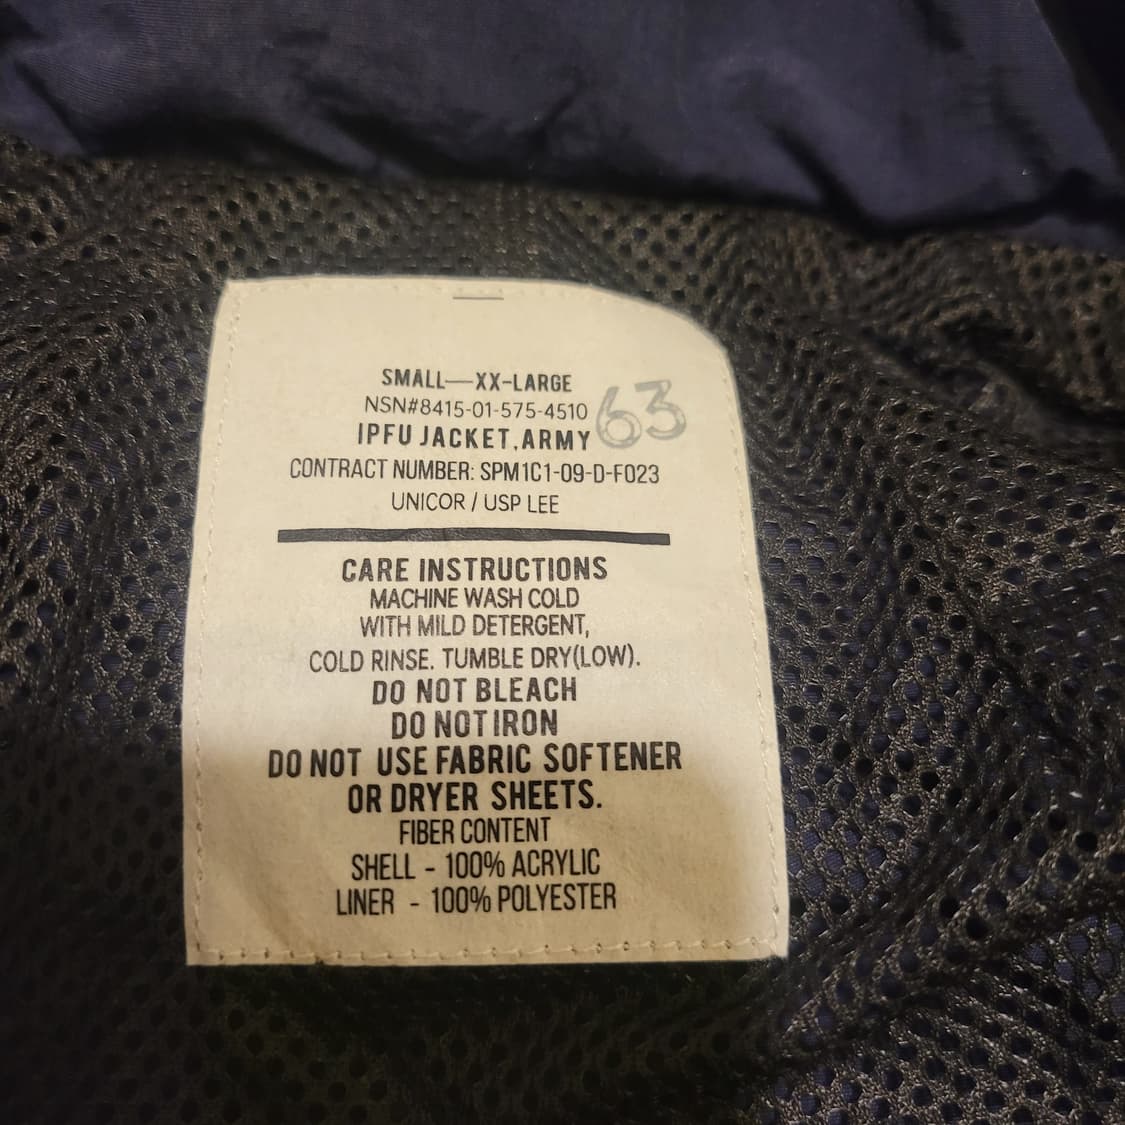 SMALL—XX-LARGE
NSN#8415-01-575-4510
63
IPFU JACKET, ARMY
CONTRACT NUMBER: SPM1C1-09-D-F023
UNICOR / USP LEE
CARE INSTRUCTIONS
MACHINE WASH COLD
WITH MILD DETERGENT,
COLD RINSE. TUMBLE DRY(LOW).
DO NOT BLEACH
DO NOT IRON
DO NOT USE FABRIC SOFTENER
OR DRYER SHEETS.
FIBER CONTENT
SHELL - 100% ACRYLIC
LINER - 100% POLYESTER